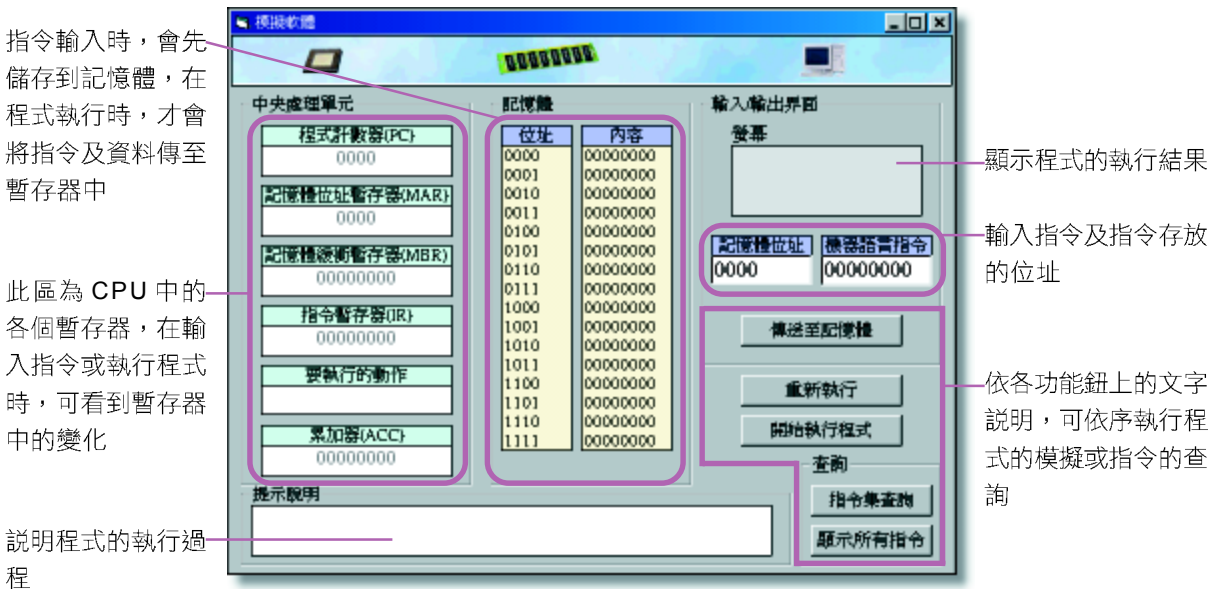 指令輸入時,會先
儲存到記憶體,在
程式執行時,才會
將指令及資料傳至
暫存器中
此區為 CPU 中的
各個暫存器,在輸
入指令或執行程式
時,可看到暫存器
中的變化
説明程式的執行過
程
模擬軟體
中央處理單元
程式計數器(PC)
0000
記憶體位址暫存器(MAR)
0000
記憶體緩衝暫存器(MBR)
00000000
指令暫存器(IR)
00000000
要執行的動作
累加器(ACC)
00000000
記憶體
位址 內容
0000 00000000
0001 00000000
0010 00000000
0011 00000000
0100 00000000
0101 00000000
0110 00000000
0111 00000000
1000 00000000
1001 00000000
1010 00000000
1011 00000000
1100 00000000
1101 00000000
1110 00000000
1111 00000000
輸入/輸出界面
螢幕
記憶體位址 機器語言指令
0000 00000000
傳送至記憶體
重新執行
開始執行程式
查詢
指令集查詢
顯示所有指令
提示說明
顯示程式的執行結果
輸入指令及指令存放
的位址
依各功能鈕上的文字
説明,可依序執行程
式的模擬或指令的查
詢